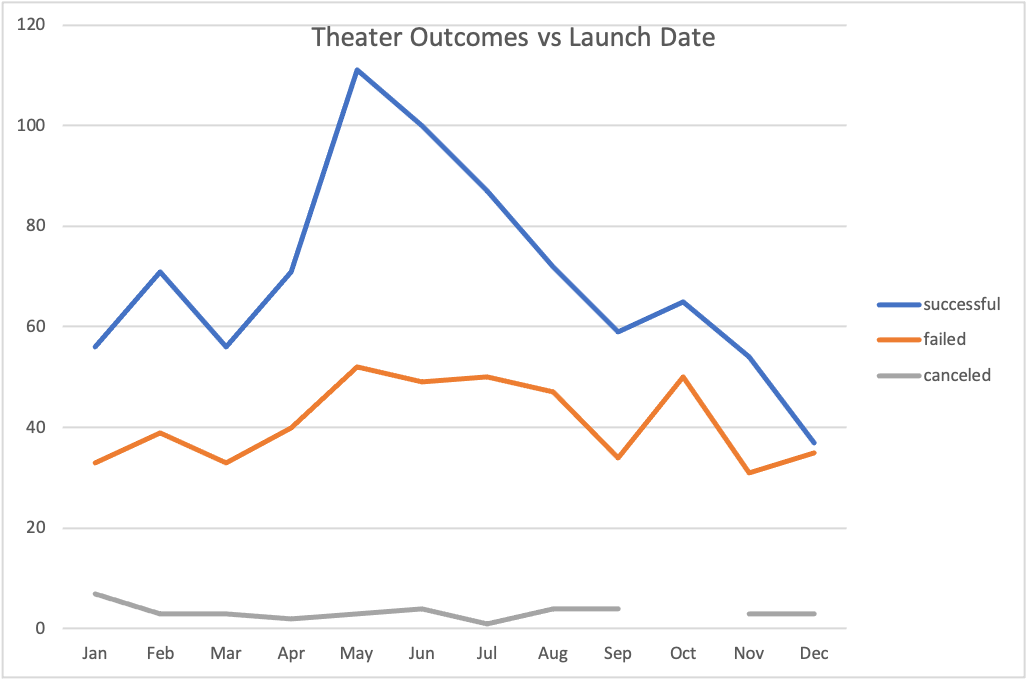 Theater Outcomes vs Launch Date
120
100
80
60
40
20
0
Jan Feb Mar Apr May Jun Jul Aug Sep Oct Nov Dec
successful
failed
canceled